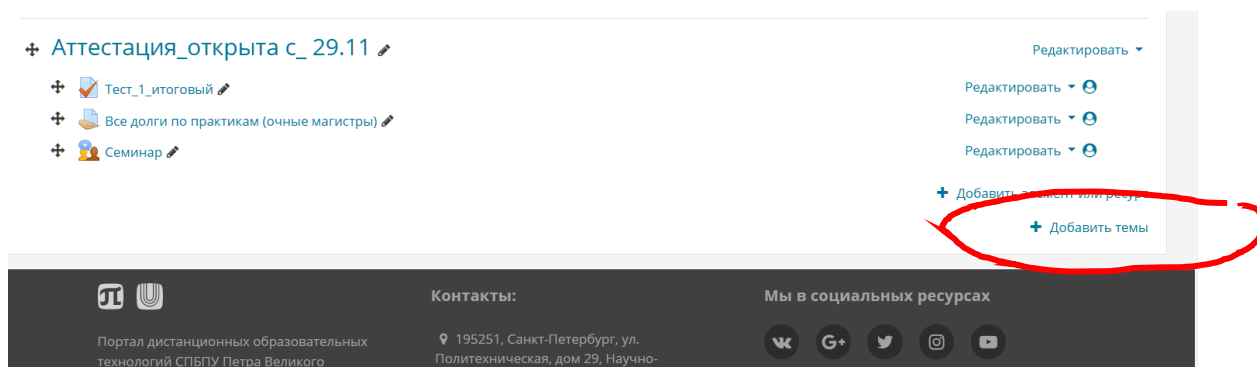 Аттестация_открыта с_ 29.11
Редактировать
Тест_1_итоговый
Редактировать
Все долги по практикам (очные магистры)
Редактировать
Семинар
Редактировать
Добавить элемент или ресурс
Добавить темы
Контакты:
Мы в социальных ресурсах
Портал дистанционных образовательных
технологий СПБПУ Петра Великого
195251, Санкт-Петербург, ул.
Политехническая, дом 29, Научно-
G+